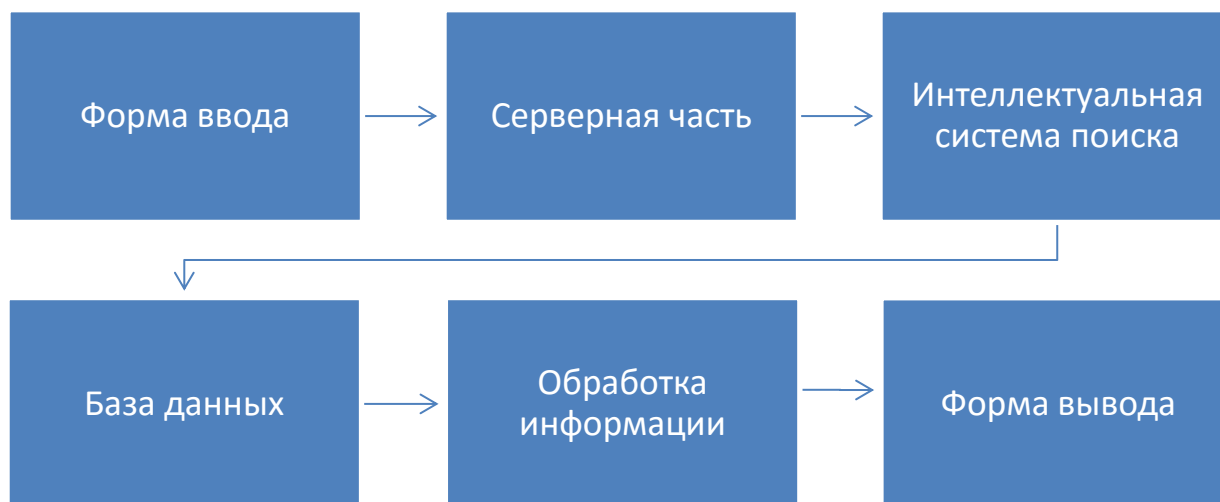 Форма ввода
Серверная часть
Интеллектуальная
система поиска
База данных
Обработка
информации
Форма вывода